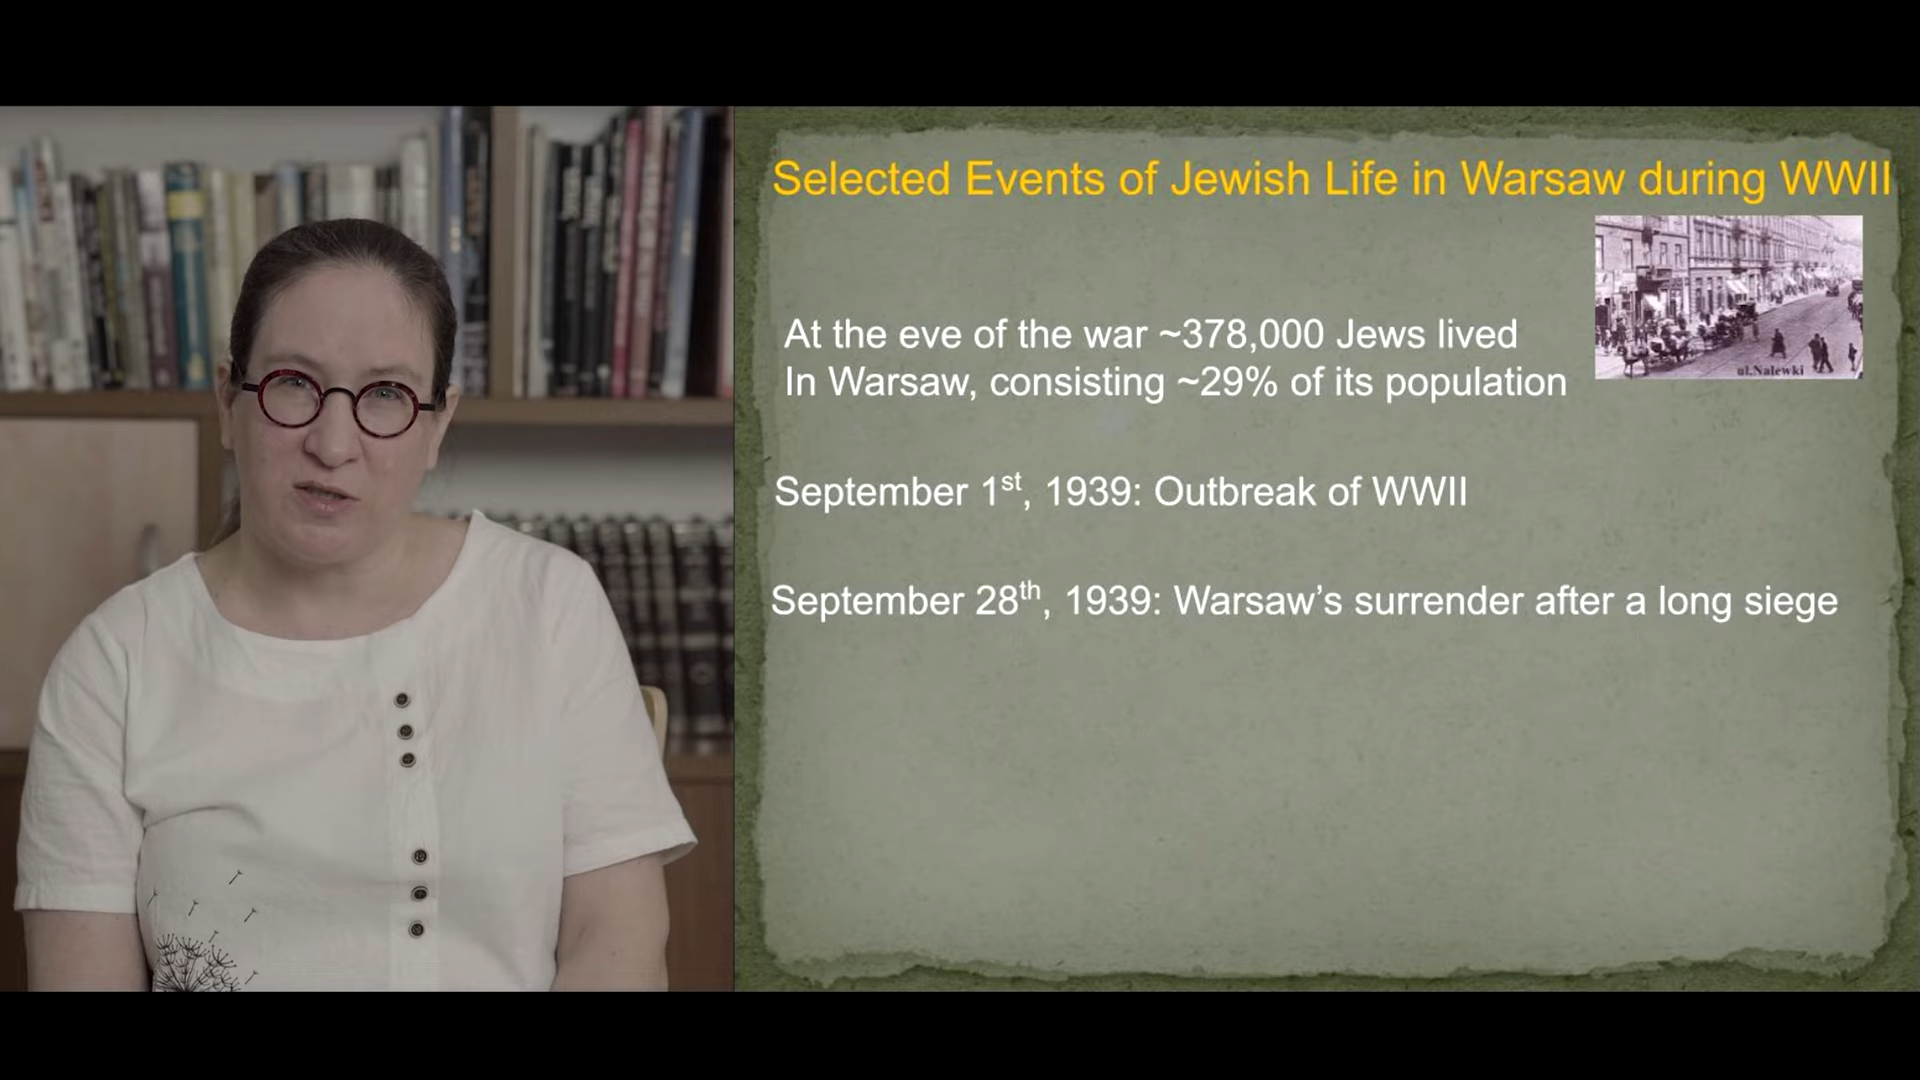 Selected Events of Jewish Life in Warsaw during WWII
ul.Nalewki
At the eve of the war ~378,000 Jews lived
In Warsaw, consisting ~29% of its population
September 1st, 1939: Outbreak of WWII
September 28th, 1939: Warsaw’s surrender after a long siege